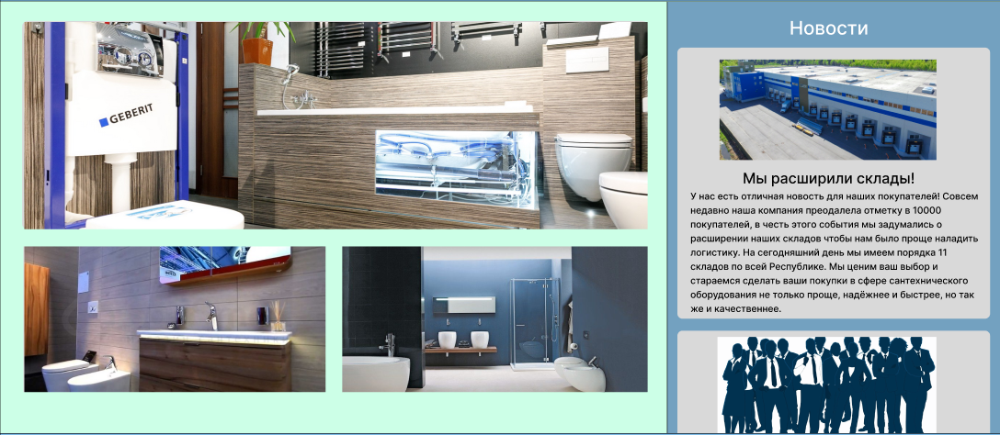 GEBERIT
Новости
Мы расширили склады!
У нас есть отличная новость для наших покупателей! Совсем
недавно наша компания преодалела отметку в 10000
покупателей, в честь этого события мы задумались о
расширении наших складов чтобы нам было проще наладить
логистику. На сегодняшний день мы имеем порядка 11
складов по всей Республике. Мы ценим ваш выбор и
стараемся сделать ваши покупки в сфере сантехнического
оборудования не только проще, надёжнее и быстрее, но так
же и качественнее.